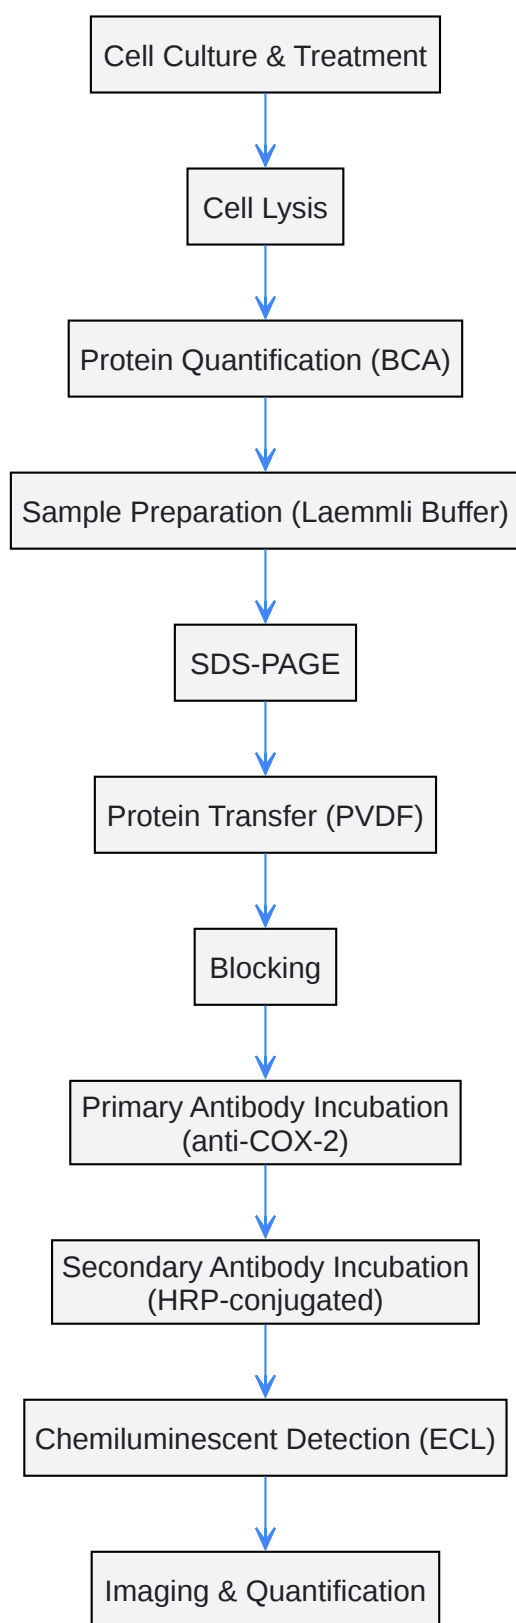 Cell Culture & Treatment
Cell Lysis
Protein Quantification (BCA)
Sample Preparation (Laemmli Buffer)
SDS-PAGE
Protein Transfer (PVDF)
Blocking
Primary Antibody Incubation
(anti-COX-2)
Secondary Antibody Incubation
(HRP-conjugated)
Chemiluminescent Detection (ECL)
Imaging & Quantification